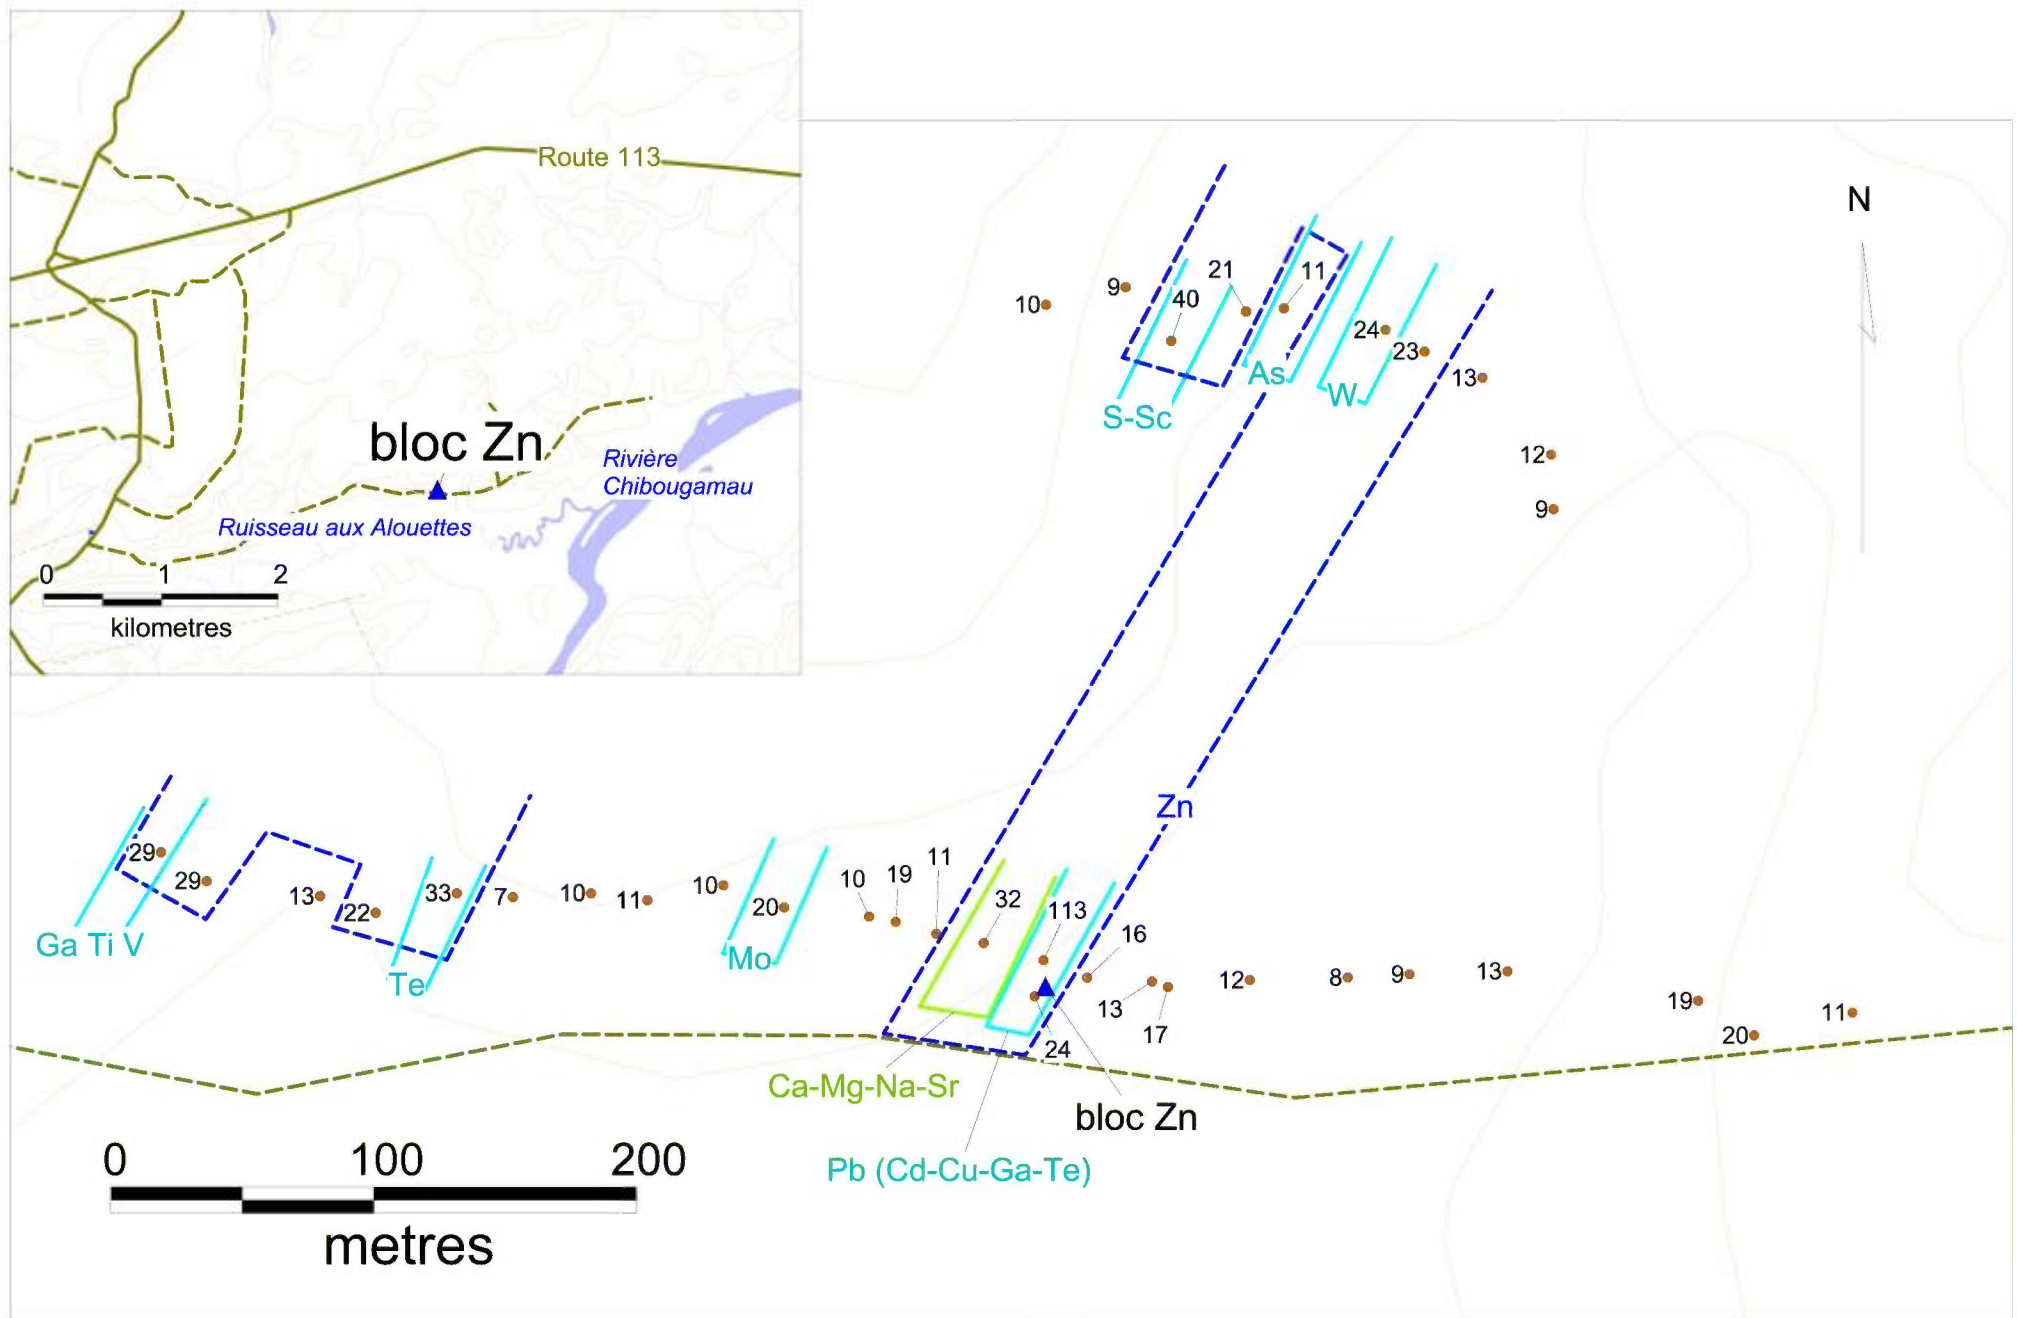 Route 113
bloc Zn
Rivière
Chibougamau
Ruisseau aux Alouettes
0 1 2
kilometres
N
10
9
40
21
11
24
23
13
S-Sc
As
W
12
9
Zn
29
29
13
22
33
7
10
11
10
20
10
19
11
32
113
16
Ga Ti V
Te
Mo
13
17
24
12
8
9
13
19
20
11
Ca-Mg-Na-Sr
bloc Zn
Pb (Cd-Cu-Ga-Te)
0 100 200
metres